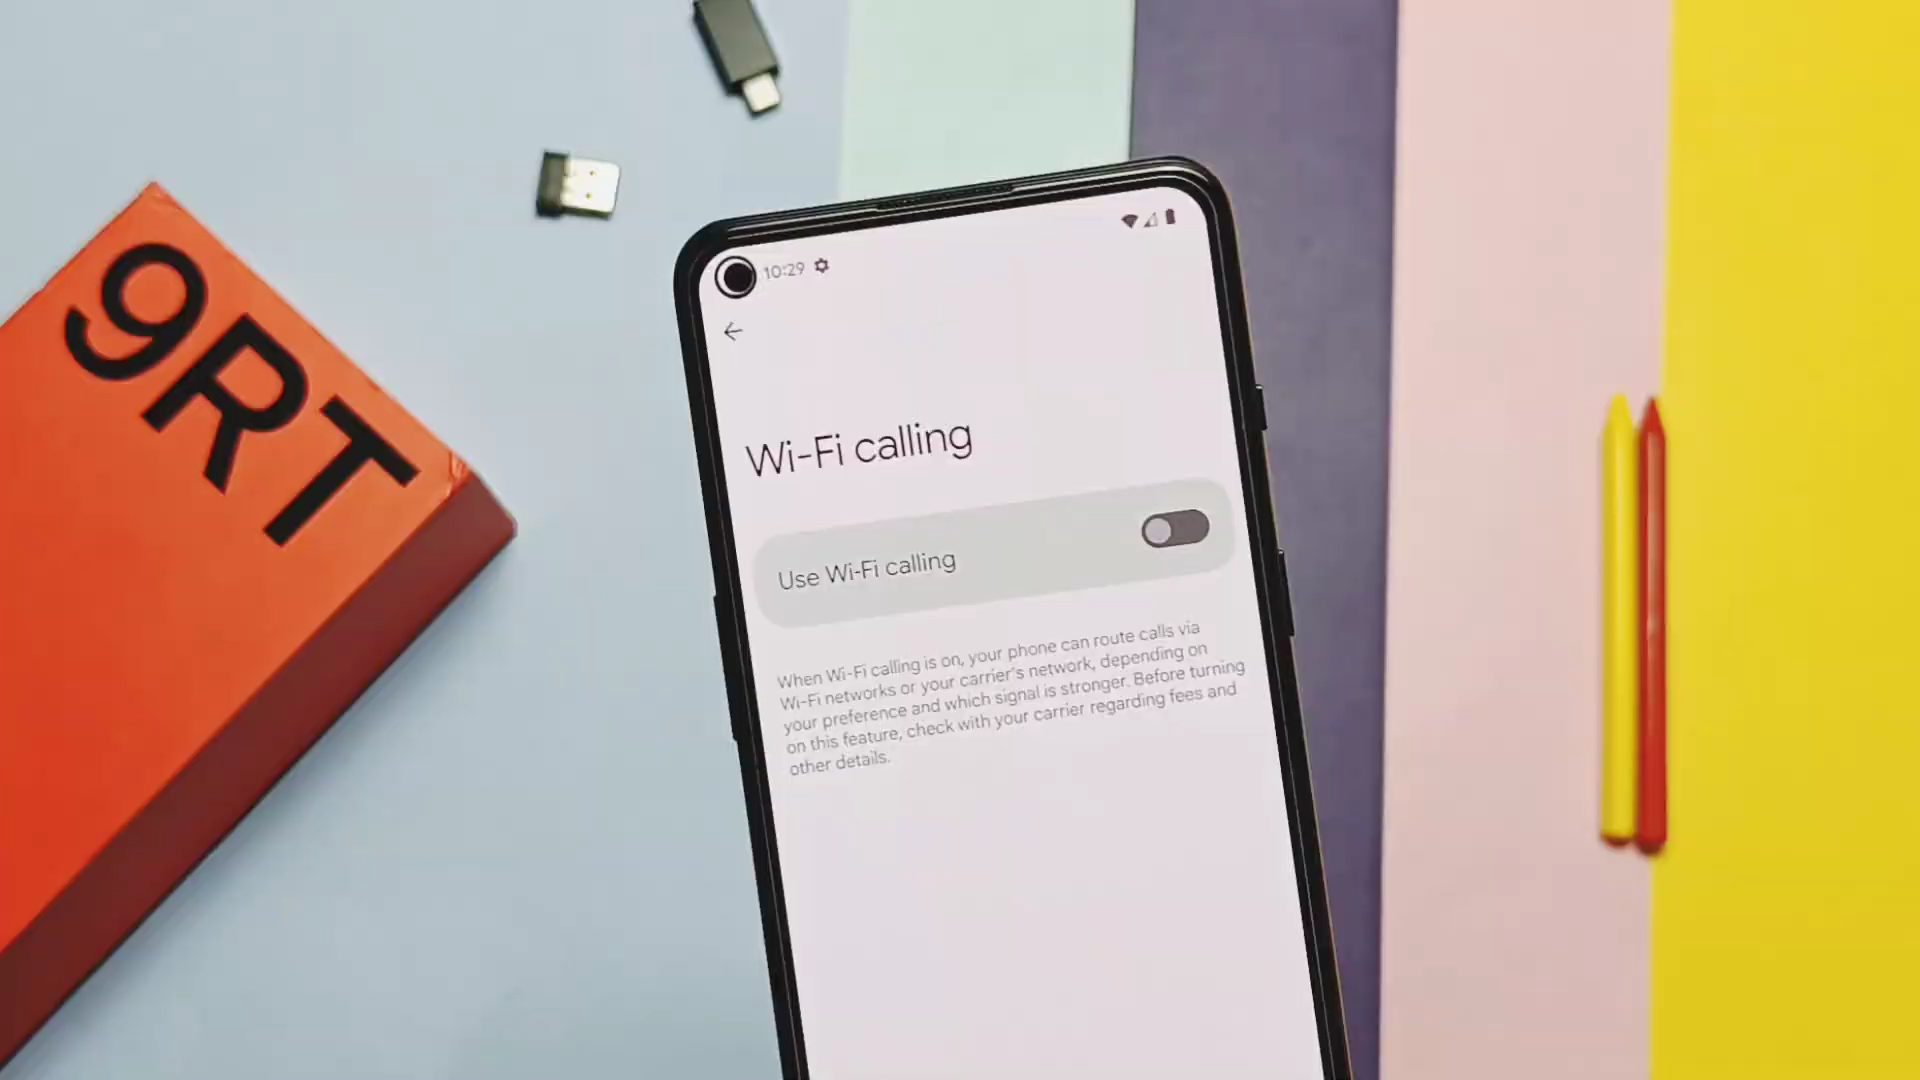 9RT
10:29
Wi-Fi calling
Use Wi-Fi calling
When Wi-Fi calling is on, your phone can route calls via
Wi-Fi networks or your carrier's network, depending on
your preference and which signal is stronger. Before turning
on this feature, check with your carrier regarding fees and
other details.